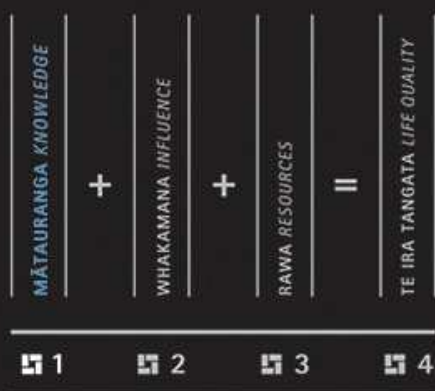 MĀTAURANGA KNOWLEDGE
+
WHAKAMANA INFLUENCE
+
RAWA RESOURCES
=
TE IRA TANGATA LIFE QUALITY
1
2
3
4